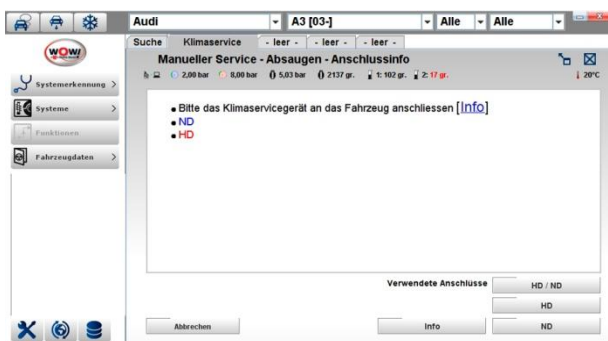 Audi A3 [03-] Alle Alle
WOW!
Suche Klimaservice - leer - - leer - - leer -
Manueller Service - Absaugen - Anschlussinfo
2,00 bar 8,00 bar 5,03 bar 2137 gr. 1: 102 gr. 2: 17 gr. 20°C
Systemerkennung >
Systeme >
Funktionen
Fahrzeugdaten >
Bitte das Klimaservicegerät an das Fahrzeug anschliessen [Info]
ND
HD
Verwendete Anschlüsse HD / ND
HD
Abbrechen Info ND